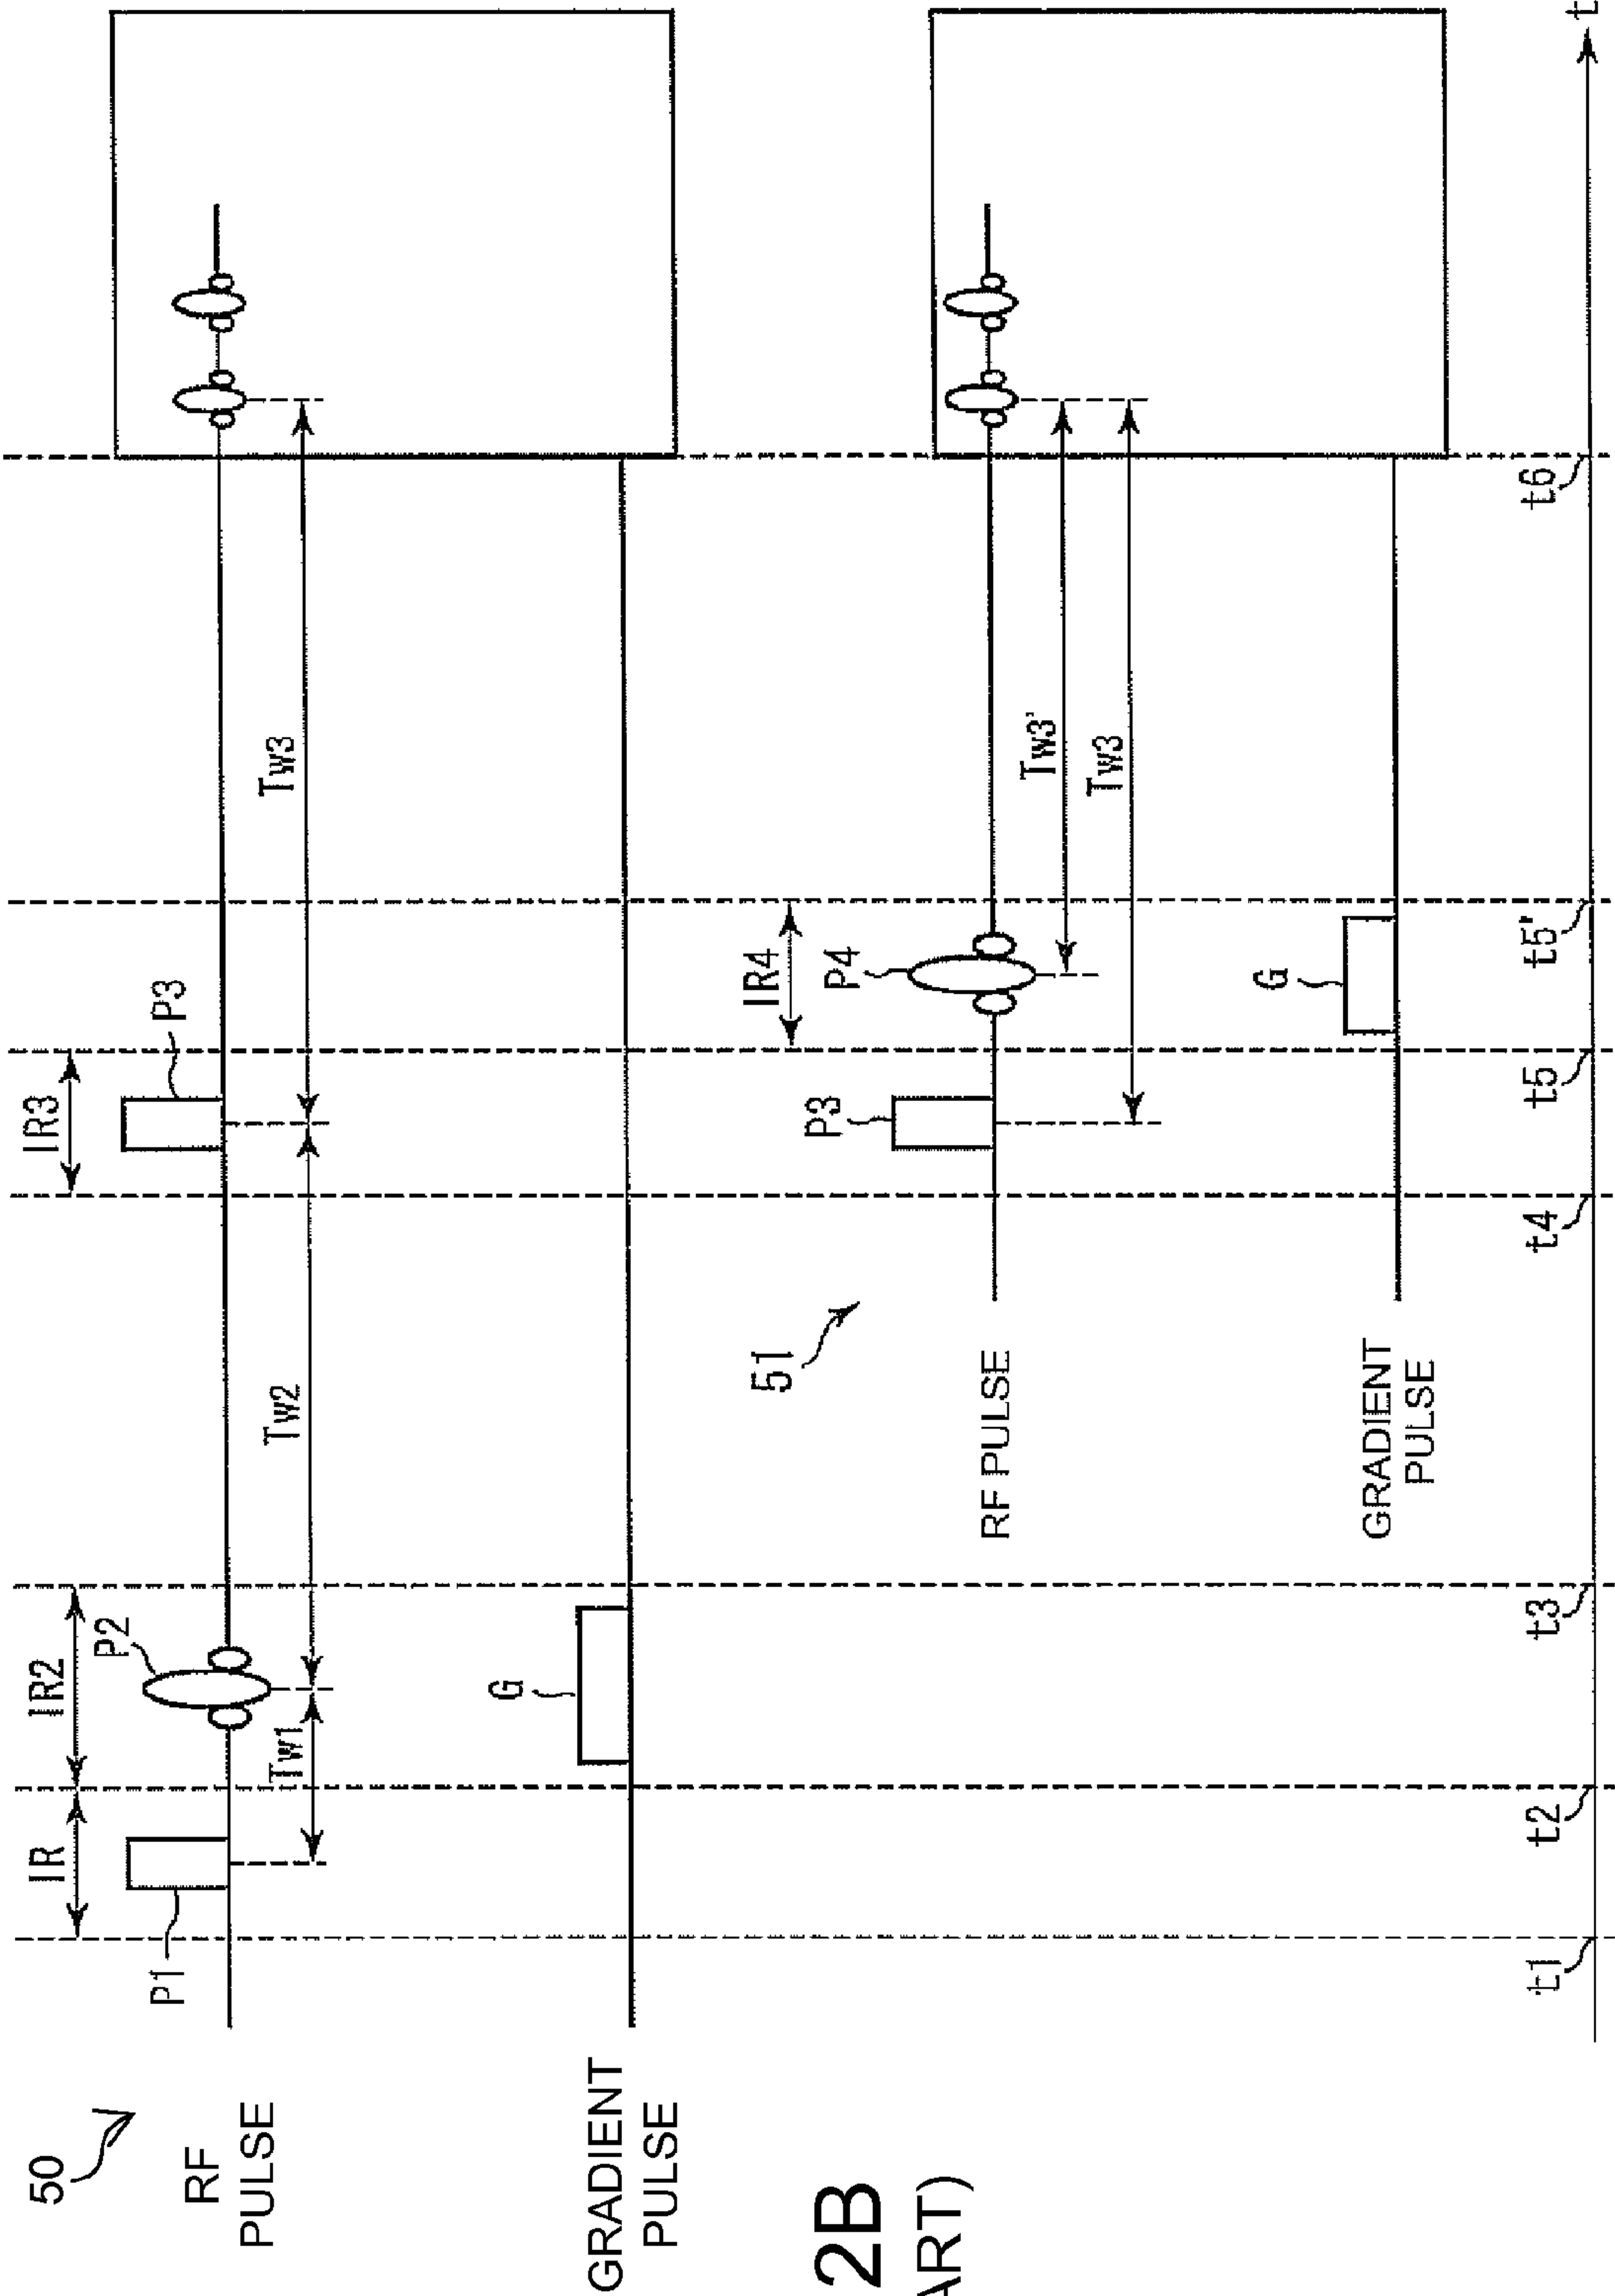 50
RF
PULSE
GRADIENT
PULSE
IR
IR2
IR3
P1
P2
P3
Tw1
Tw2
Tw3
G
2B
ART)
51
RF PULSE
GRADIENT
PULSE
IR4
P3
P4
Tw3'
Tw3
G
t1
t2
t3
t4
t5
t5'
t6
t